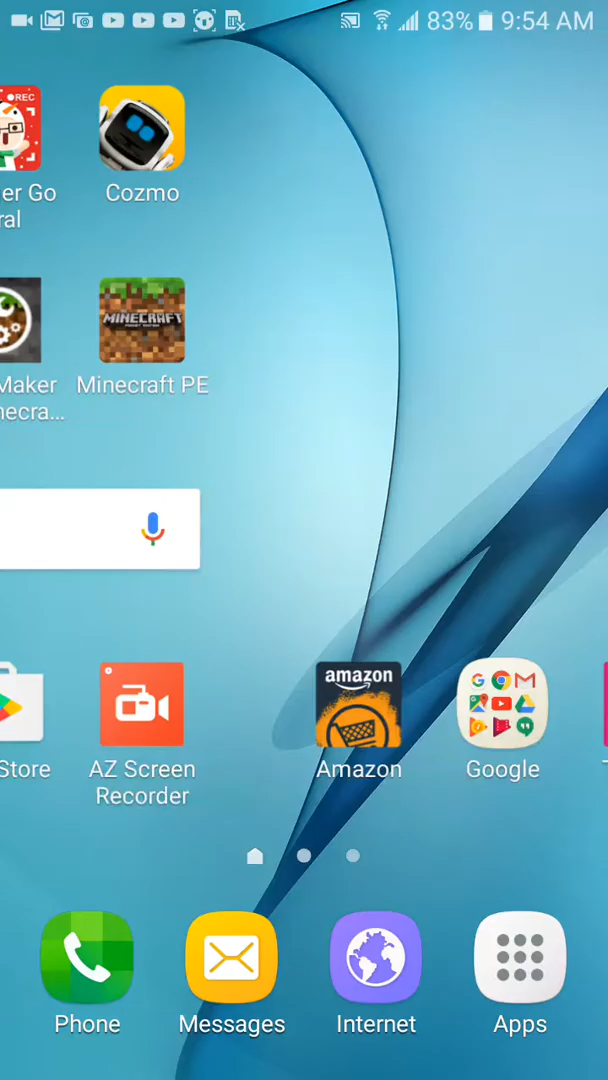 83% 9:54 AM
REC
er Go
ral
Cozmo
MINECRAFT
Maker
necra...
Minecraft PE
Store
AZ Screen
Recorder
amazon
Amazon
Google
Phone
Messages
Internet
Apps